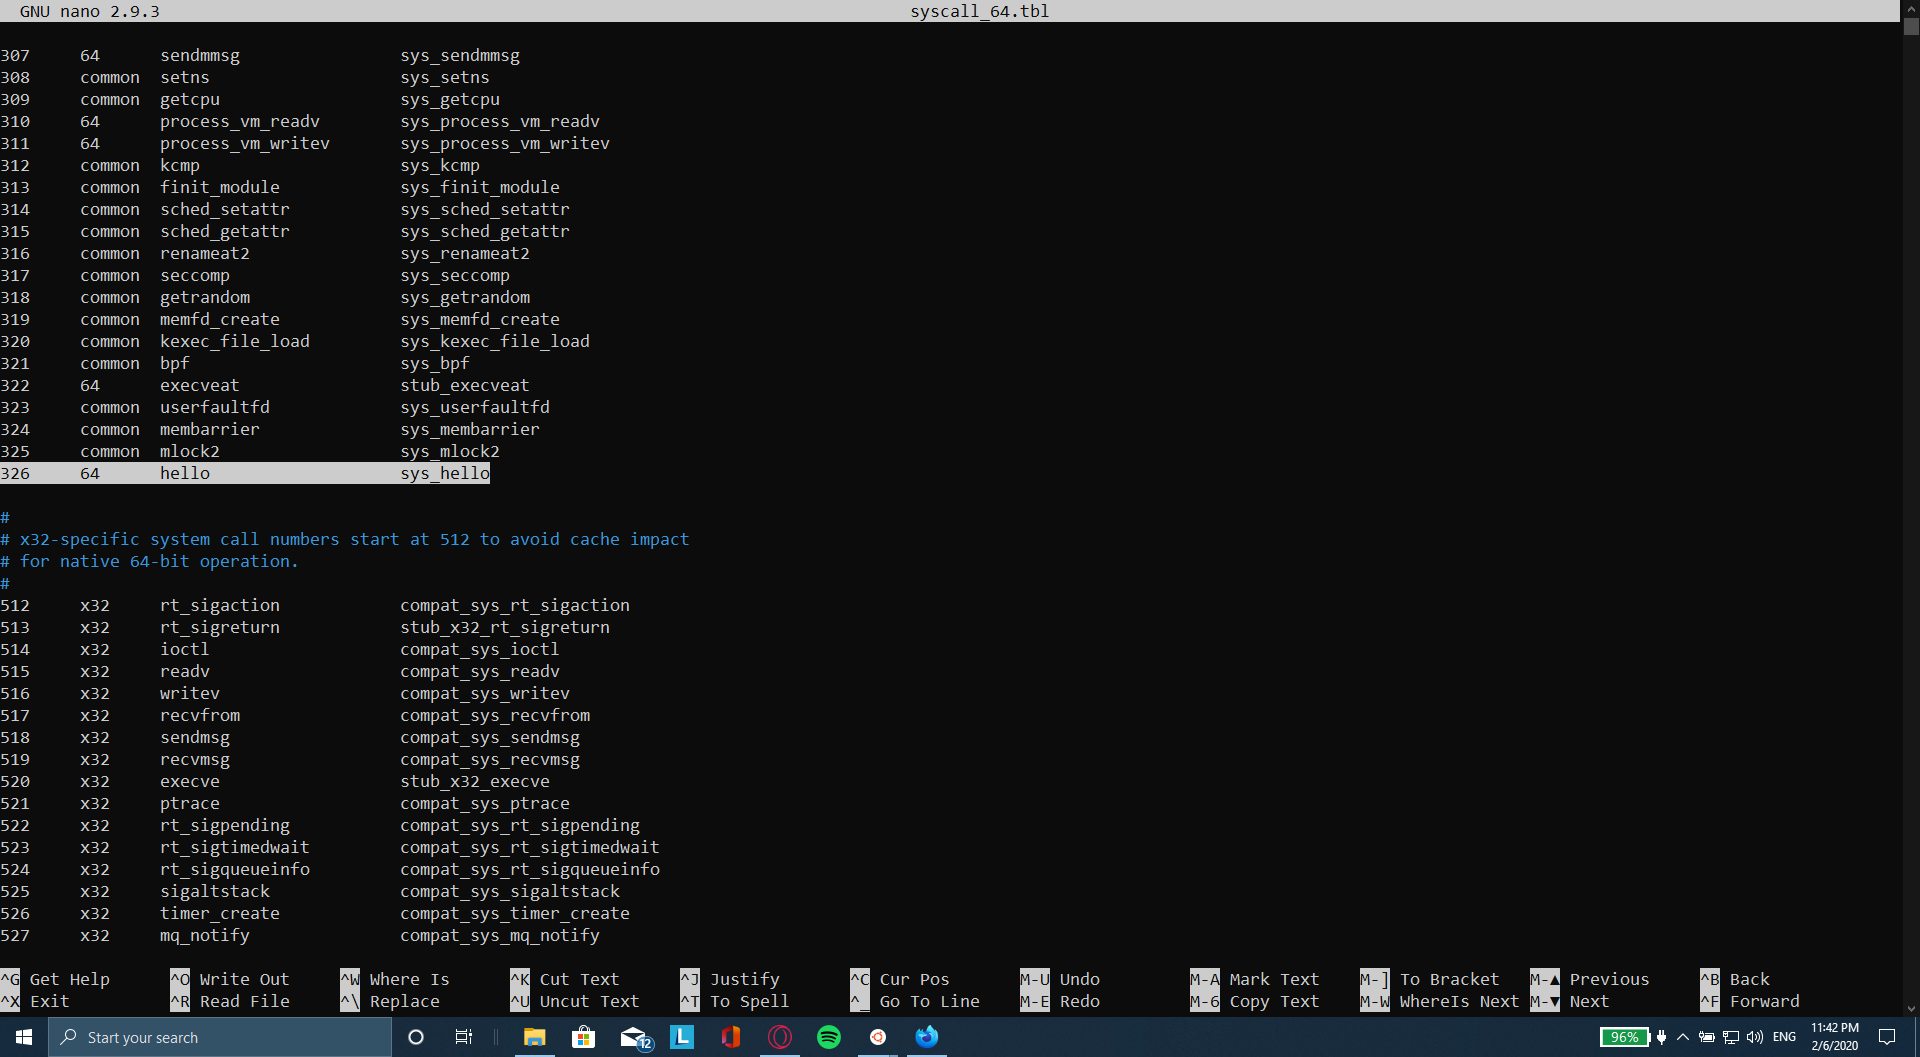 GNU nano 2.9.3 syscall_64.tbl
307 64 sendmmsg sys_sendmmsg
308 common setns sys_setns
309 common getcpu sys_getcpu
310 64 process_vm_readv sys_process_vm_readv
311 64 process_vm_writev sys_process_vm_writev
312 common kcmp sys_kcmp
313 common finit_module sys_finit_module
314 common sched_setattr sys_sched_setattr
315 common sched_getattr sys_sched_getattr
316 common renameat2 sys_renameat2
317 common seccomp sys_seccomp
318 common getrandom sys_getrandom
319 common memfd_create sys_memfd_create
320 common kexec_file_load sys_kexec_file_load
321 common bpf sys_bpf
322 64 execveat stub_execveat
323 common userfaultfd sys_userfaultfd
324 common membarrier sys_membarrier
325 common mlock2 sys_mlock2
326 64 hello sys_hello
#
# x32-specific system call numbers start at 512 to avoid cache impact
# for native 64-bit operation.
#
512 x32 rt_sigaction compat_sys_rt_sigaction
513 x32 rt_sigreturn stub_x32_rt_sigreturn
514 x32 ioctl compat_sys_ioctl
515 x32 readv compat_sys_readv
516 x32 writev compat_sys_writev
517 x32 recvfrom compat_sys_recvfrom
518 x32 sendmsg compat_sys_sendmsg
519 x32 recvmsg compat_sys_recvmsg
520 x32 execve stub_x32_execve
521 x32 ptrace compat_sys_ptrace
522 x32 rt_sigpending compat_sys_rt_sigpending
523 x32 rt_sigtimedwait compat_sys_rt_sigtimedwait
524 x32 rt_sigqueueinfo compat_sys_rt_sigqueueinfo
525 x32 sigaltstack compat_sys_sigaltstack
526 x32 timer_create compat_sys_timer_create
527 x32 mq_notify compat_sys_mq_notify
^G Get Help ^O Write Out ^W Where Is ^K Cut Text ^J Justify ^C Cur Pos M-U Undo M-A Mark Text M-] To Bracket M-▲ Previous ^B Back
^X Exit ^R Read File ^\ Replace ^U Uncut Text ^T To Spell ^_ Go To Line M-E Redo M-6 Copy Text M-W WhereIs Next M-▼ Next ^F Forward
Start your search 12 L 96% ENG 11:42 PM
2/6/2020